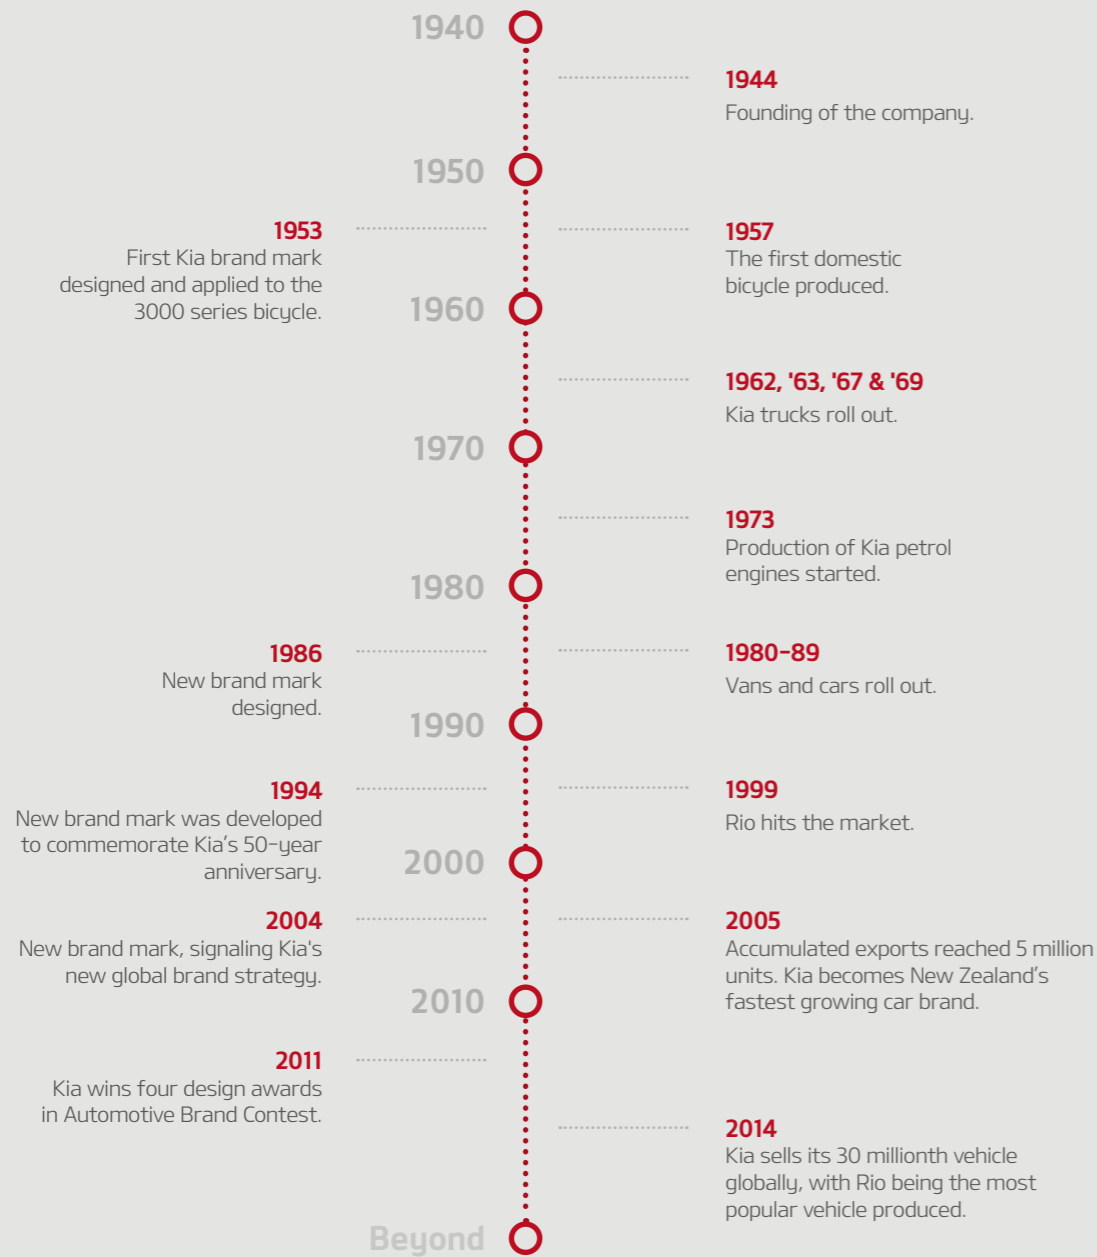 1940
1944
Founding of the company.
1950
1953
First Kia brand mark
designed and applied to the
3000 series bicycle.
1957
The first domestic
bicycle produced.
1960
1962, '63, '67 & '69
Kia trucks roll out.
1970
1973
Production of Kia petrol
engines started.
1980
1986
New brand mark
designed.
1980-89
Vans and cars roll out.
1990
1994
New brand mark was developed
to commemorate Kia's 50-year
anniversary.
1999
Rio hits the market.
2000
2004
New brand mark, signaling Kia's
new global brand strategy.
2005
Accumulated exports reached 5 million
units. Kia becomes New Zealand's
fastest growing car brand.
2010
2011
Kia wins four design awards
in Automotive Brand Contest.
2014
Kia sells its 30 millionth vehicle
globally, with Rio being the most
popular vehicle produced.
Beyond